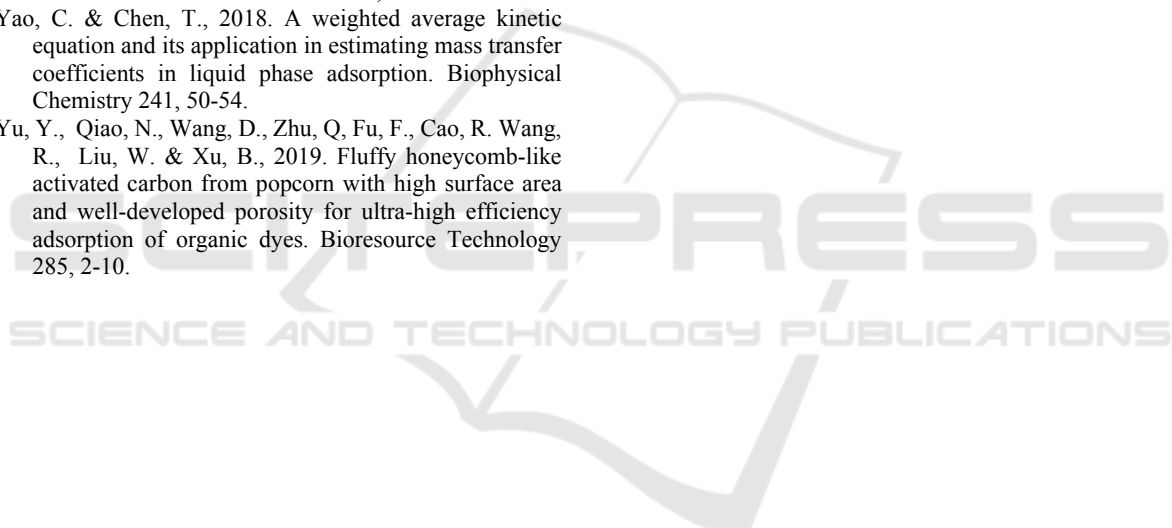 Yao, C. & Chen, T., 2018. A weighted average kinetic
equation and its application in estimating mass transfer
coefficients in liquid phase adsorption. Biophysical
Chemistry 241, 50-54.
Yu, Y., Qiao, N., Wang, D., Zhu, Q, Fu, F., Cao, R. Wang,
R., Liu, W. & Xu, B., 2019. Fluffy honeycomb-like
activated carbon from popcorn with high surface area
and well-developed porosity for ultra-high efficiency
adsorption of organic dyes. Bioresource Technology
285, 2-10.
SCITEPRESS
SCIENCE AND TECHNOLOGY PUBLICATIONS